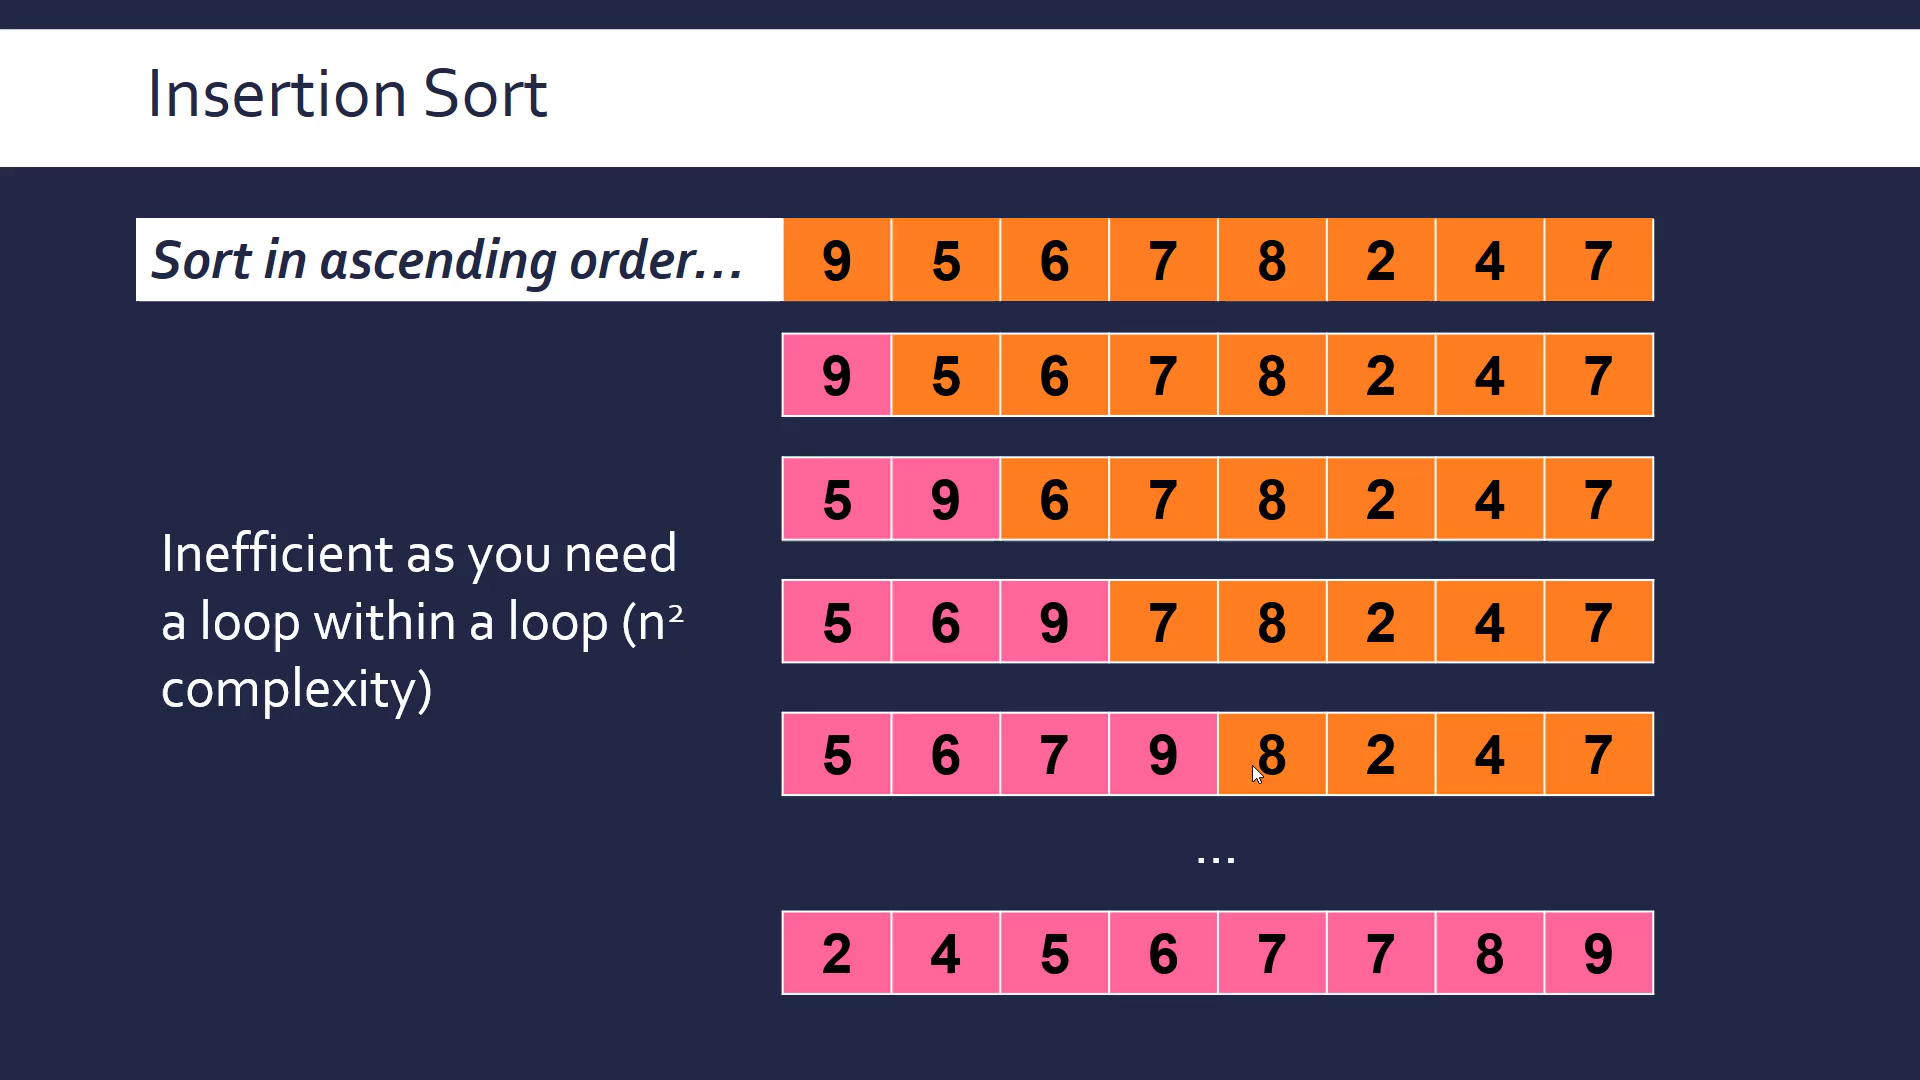 Insertion Sort
Sort in ascending order... 9 5 6 7 8 2 4 7
9 5 6 7 8 2 4 7
5 9 6 7 8 2 4 7
5 6 9 7 8 2 4 7
5 6 7 9 8 2 4 7
...
2 4 5 6 7 7 8 9
Inefficient as you need
a loop within a loop (n²
complexity)